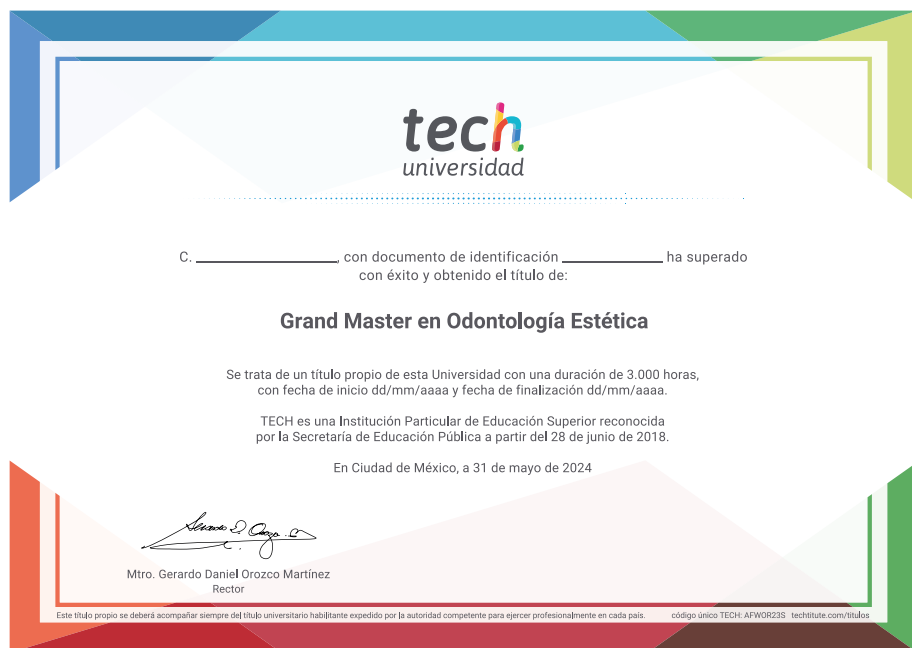 tech
universidad
C. ____________________, con documento de identificación ______________ ha superado
con éxito y obtenido el título de:
Grand Master en Odontología Estética
Se trata de un título propio de esta Universidad con una duración de 3.000 horas,
con fecha de inicio dd/mm/aaaa y fecha de finalización dd/mm/aaaa.
TECH es una Institución Particular de Educación Superior reconocida
por la Secretaría de Educación Pública a partir del 28 de junio de 2018.
En Ciudad de México, a 31 de mayo de 2024
Mtro. Gerardo Daniel Orozco Martínez
Rector
Este título propio se deberá acompañar siempre del título universitario habilitante expedido por la autoridad competente para ejercer profesionalmente en cada país. código único TECH: AFWOR23S techtitute.com/titulos